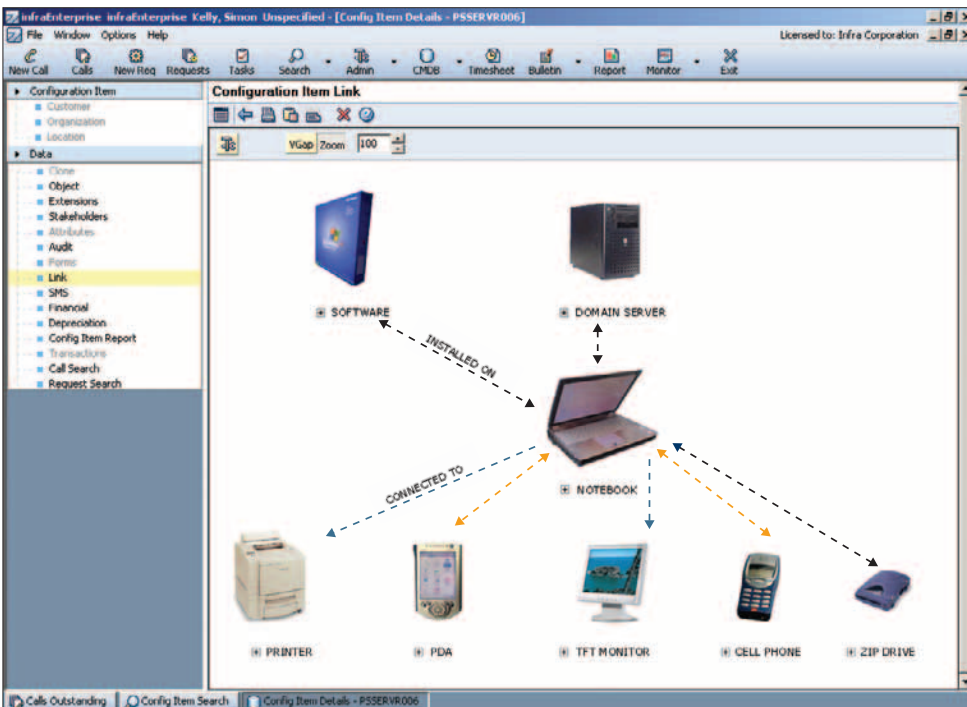 infraEnterprise infraEnterprise Kelly, Simon Unspecified - [Config Item Details - PSSERVR006]
File Window Options Help
Licensed to: Infra Corporation
New Call Calls New Req Requests Tasks Search Admin CMDB Timesheet Bulletin Report Monitor Exit
Configuration Item
Customer
Organization
Location
Data
Clone
Object
Extensions
Stakeholders
Attributes
Audit
Forms
Link
SMS
Financial
Depreciation
Config Item Report
Transactions
Call Search
Request Search
Configuration Item Link
VGap Zoom 100
SOFTWARE
DOMAIN SERVER
INSTALLED ON
NOTEBOOK
CONNECTED TO
PRINTER
PDA
TFT MONITOR
CELL PHONE
ZIP DRIVE
Calls Outstanding Config Item Search Config Item Details - PSSERVR006